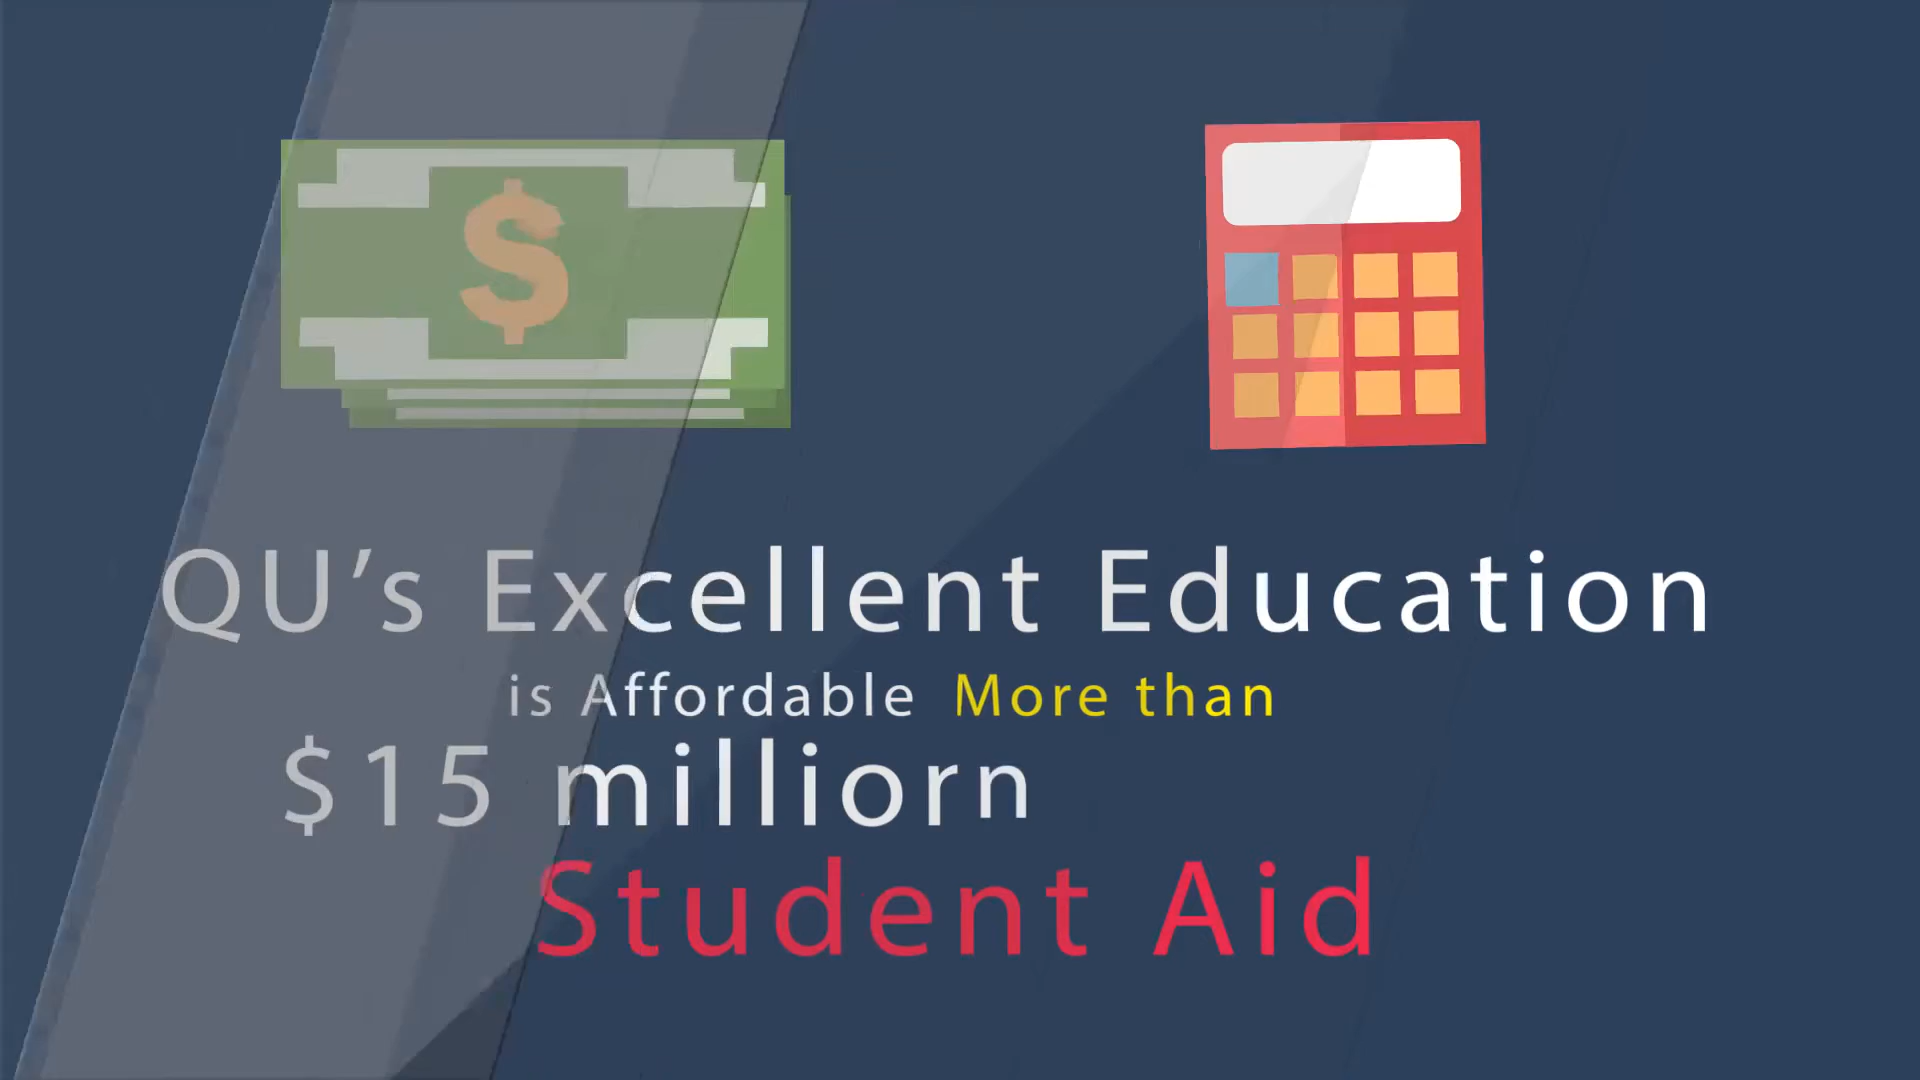 $
QU’s Excellent Education
is Affordable More than
$15 milliorn
Student Aid